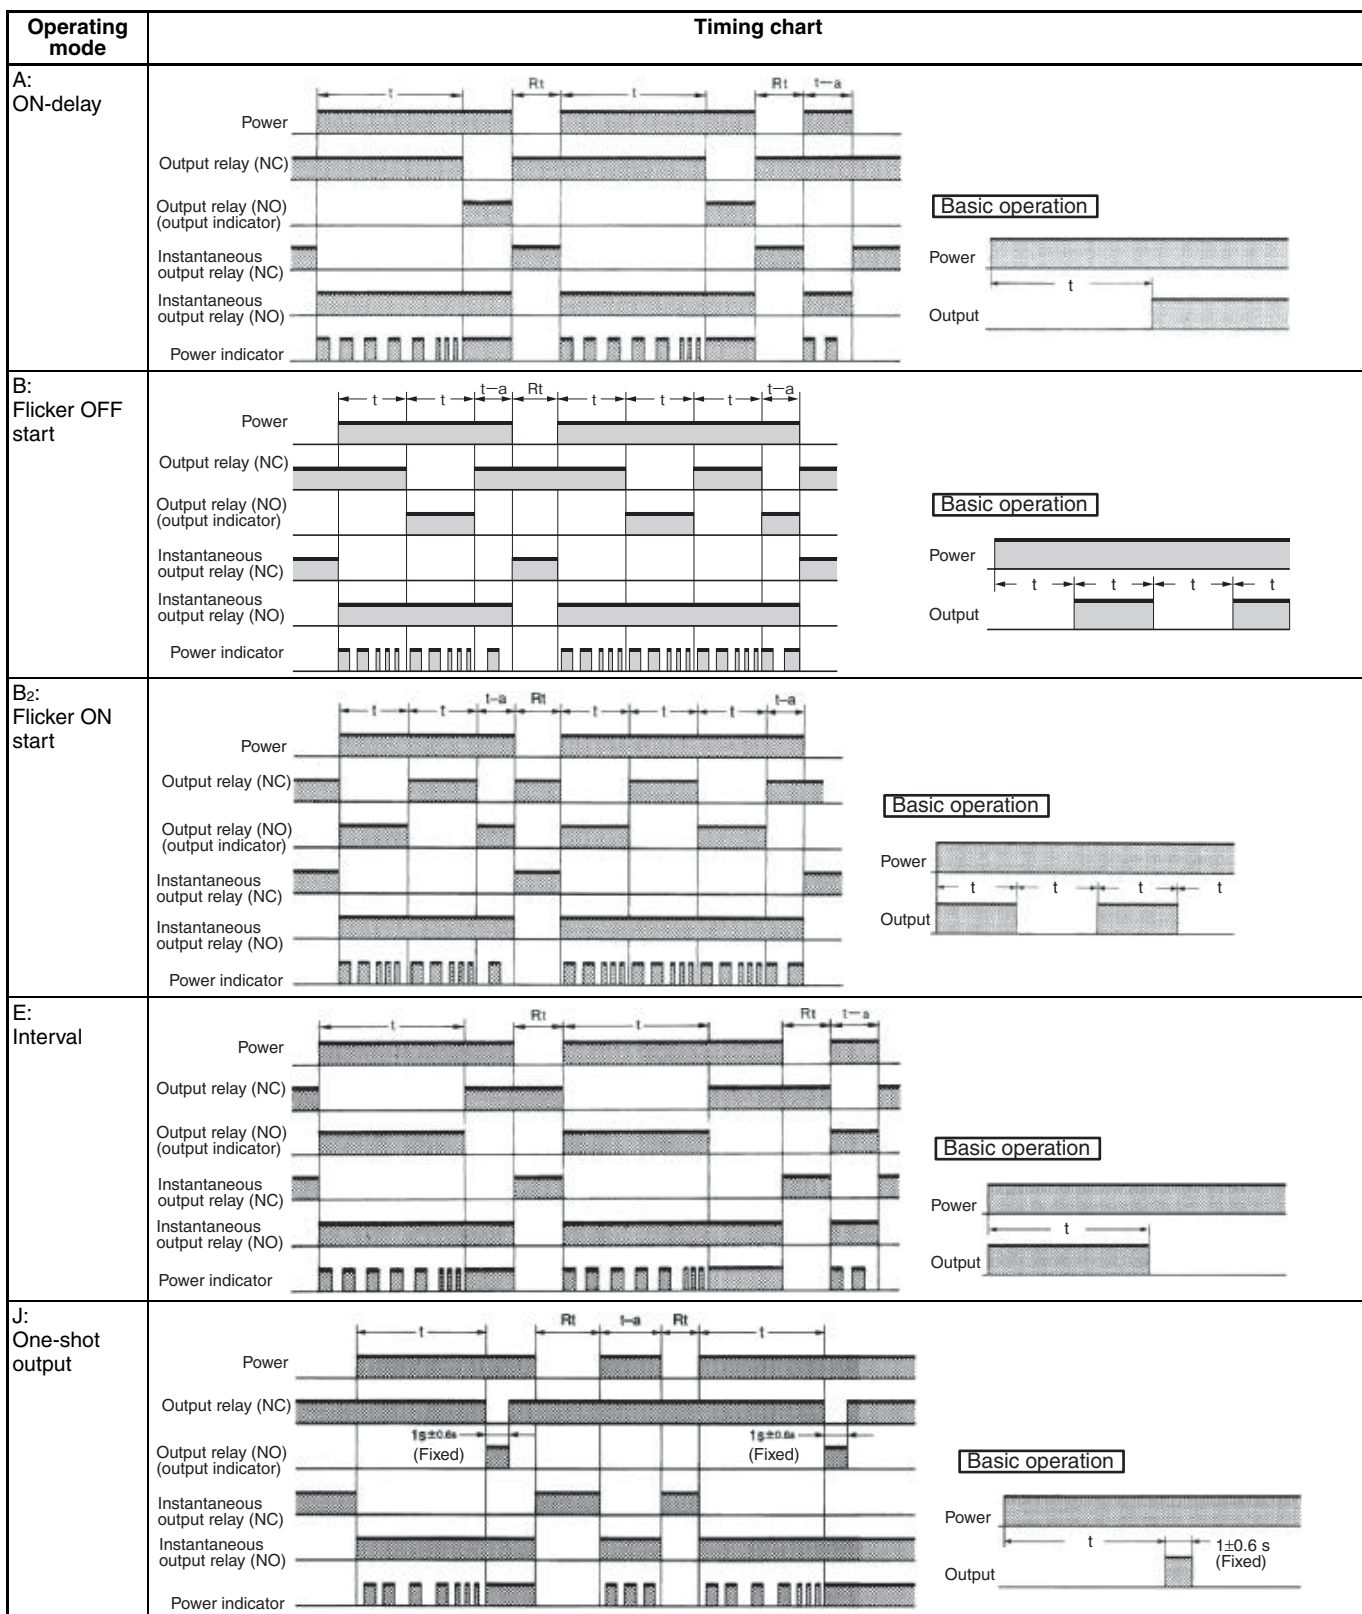 Operating mode
Timing chart
A:
ON-delay
t
Rt
t
Rt
t−a
Power
Output relay (NC)
Output relay (NO)
(output indicator)
Instantaneous
output relay (NC)
Instantaneous
output relay (NO)
Power indicator
Basic operation
Power
t
Output
B:
Flicker OFF
start
t
t
t−a
Rt
t
t
t
t−a
Power
Output relay (NC)
Output relay (NO)
(output indicator)
Instantaneous
output relay (NC)
Instantaneous
output relay (NO)
Power indicator
Basic operation
Power
t
t
t
t
Output
B2:
Flicker ON
start
t
t
t−a
Rt
t
t
t
t−a
Power
Output relay (NC)
Output relay (NO)
(output indicator)
Instantaneous
output relay (NC)
Instantaneous
output relay (NO)
Power indicator
Basic operation
Power
t
t
t
t
Output
E:
Interval
t
Rt
t
Rt
t−a
Power
Output relay (NC)
Output relay (NO)
(output indicator)
Instantaneous
output relay (NC)
Instantaneous
output relay (NO)
Power indicator
Basic operation
Power
t
Output
J:
One-shot
output
t
Rt
t−a
Rt
t
Power
Output relay (NC)
1s±0.6s
(Fixed)
1s±0.6s
(Fixed)
Output relay (NO)
(output indicator)
Instantaneous
output relay (NC)
Instantaneous
output relay (NO)
Power indicator
Basic operation
Power
t
1±0.6 s
(Fixed)
Output